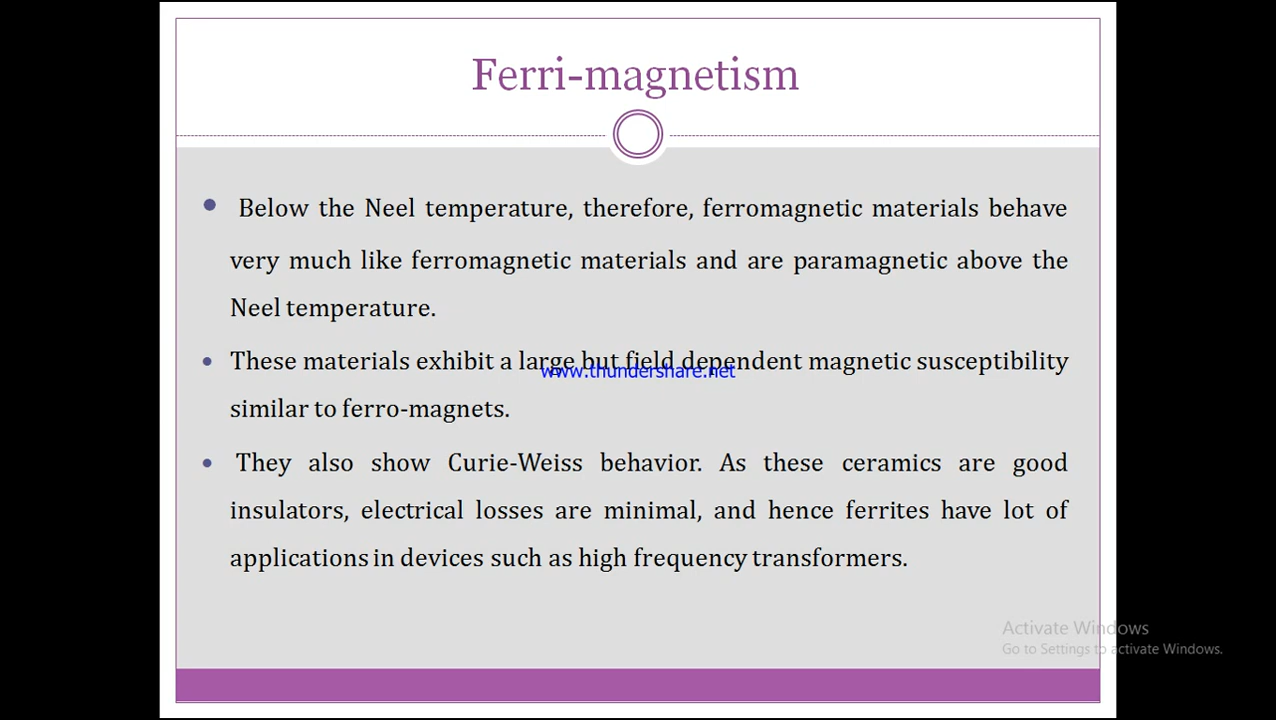 Ferri-magnetism
Below the Neel temperature, therefore, ferromagnetic materials behave
very much like ferromagnetic materials and are paramagnetic above the
Neel temperature.
These materials exhibit a large but field dependent magnetic susceptibility
www.thundershare.net
similar to ferro-magnets.
They also show Curie-Weiss behavior. As these ceramics are good
insulators, electrical losses are minimal, and hence ferrites have lot of
applications in devices such as high frequency transformers.
Activate Windows
Go to Settings to activate Windows.